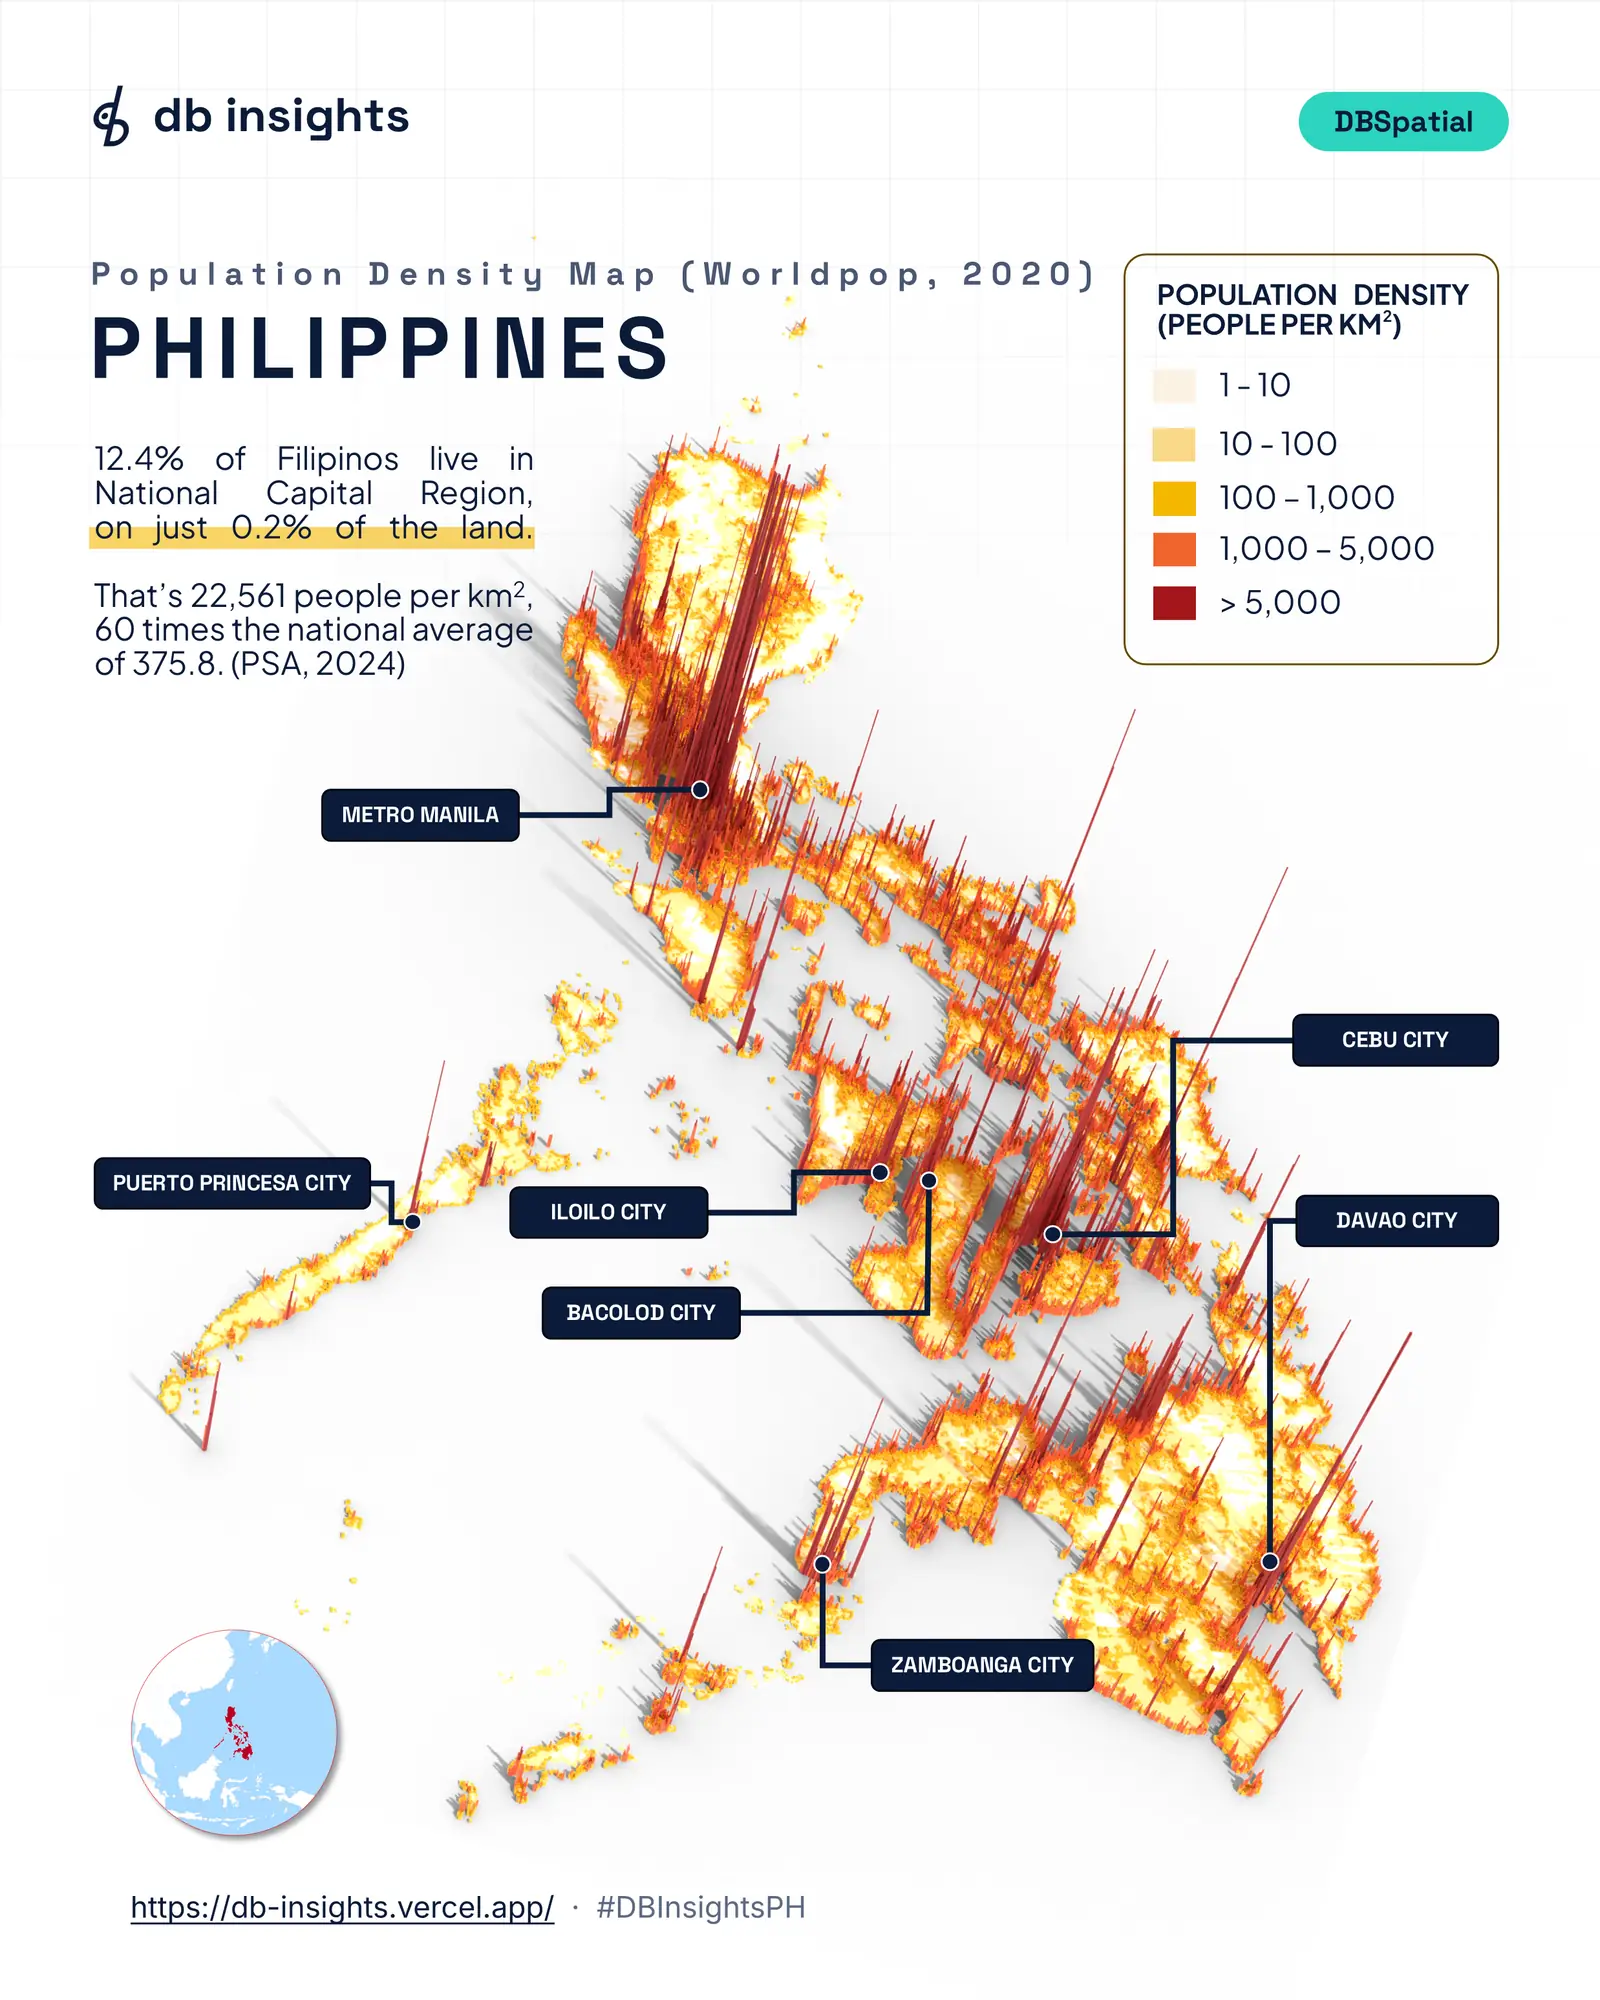 db insights
DBSpatial
Population Density Map (Worldpop, 2020)
PHILIPPINES
12.4% of Filipinos live in
National Capital Region,
on just 0.2% of the land.
That's 22,561 people per km²,
60 times the national average
of 375.8. (PSA, 2024)
POPULATION DENSITY
(PEOPLE PER KM²)
1 - 10
10 - 100
100 – 1,000
1,000 – 5,000
> 5,000
METRO MANILA
CEBU CITY
PUERTO PRINCESA CITY
ILOILO CITY
DAVAO CITY
BACOLOD CITY
ZAMBOANGA CITY
https://db-insights.vercel.app/ · #DBInsightsPH